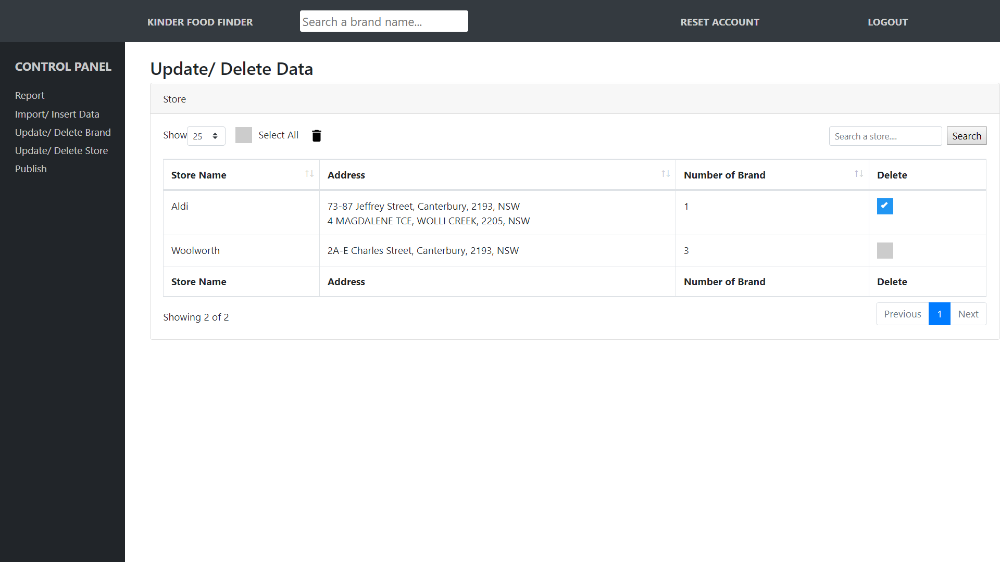 KINDER FOOD FINDER
Search a brand name...
RESET ACCOUNT
LOGOUT
CONTROL PANEL
Report
Import/ Insert Data
Update/ Delete Brand
Update/ Delete Store
Publish
Update/ Delete Data
Store
Show 25 Select All
Search a store....
Search
Store Name Address Number of Brand Delete
Aldi 73-87 Jeffrey Street, Canterbury, 2193, NSW 1
4 MAGDALENE TCE, WOLLI CREEK, 2205, NSW
Woolworth 2A-E Charles Street, Canterbury, 2193, NSW 3
Store Name Address Number of Brand Delete
Showing 2 of 2
Previous 1 Next